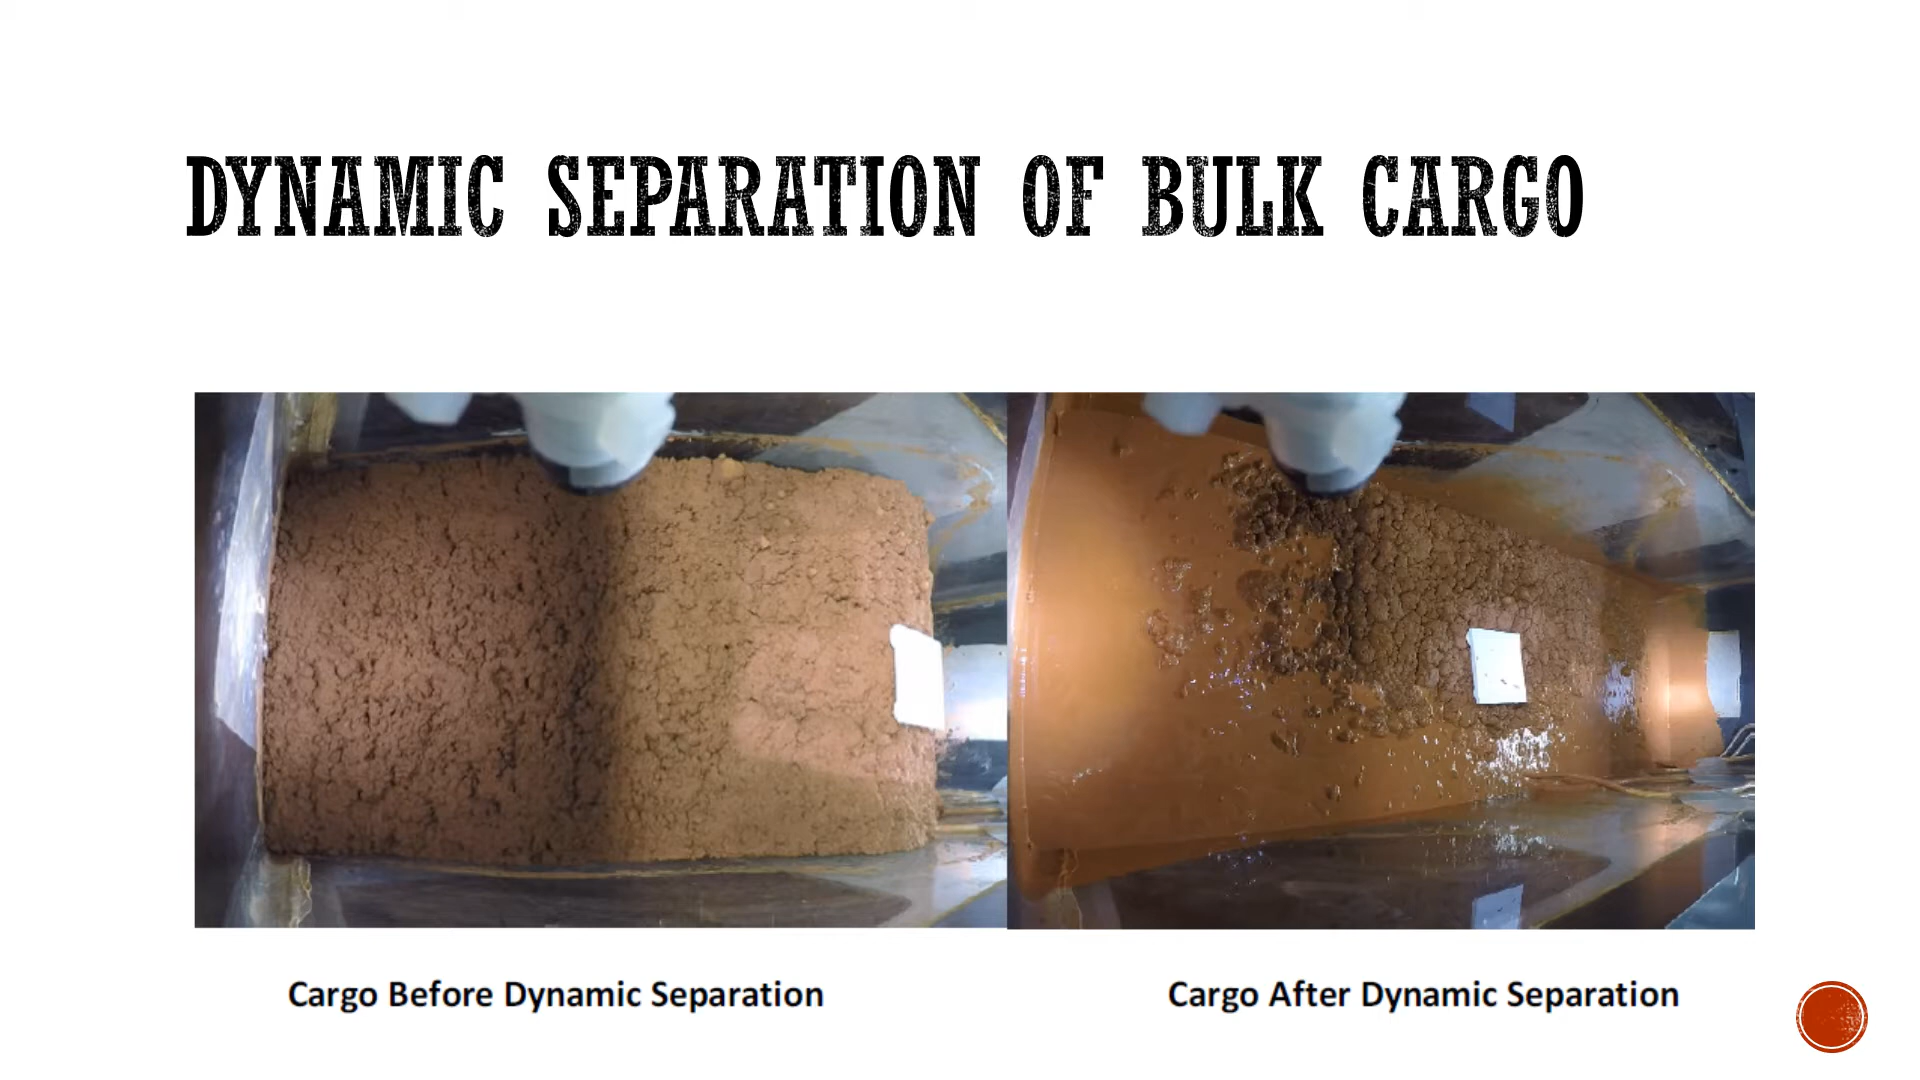 DYNAMIC SEPARATION OF BULK CARGO
Cargo Before Dynamic Separation
Cargo After Dynamic Separation